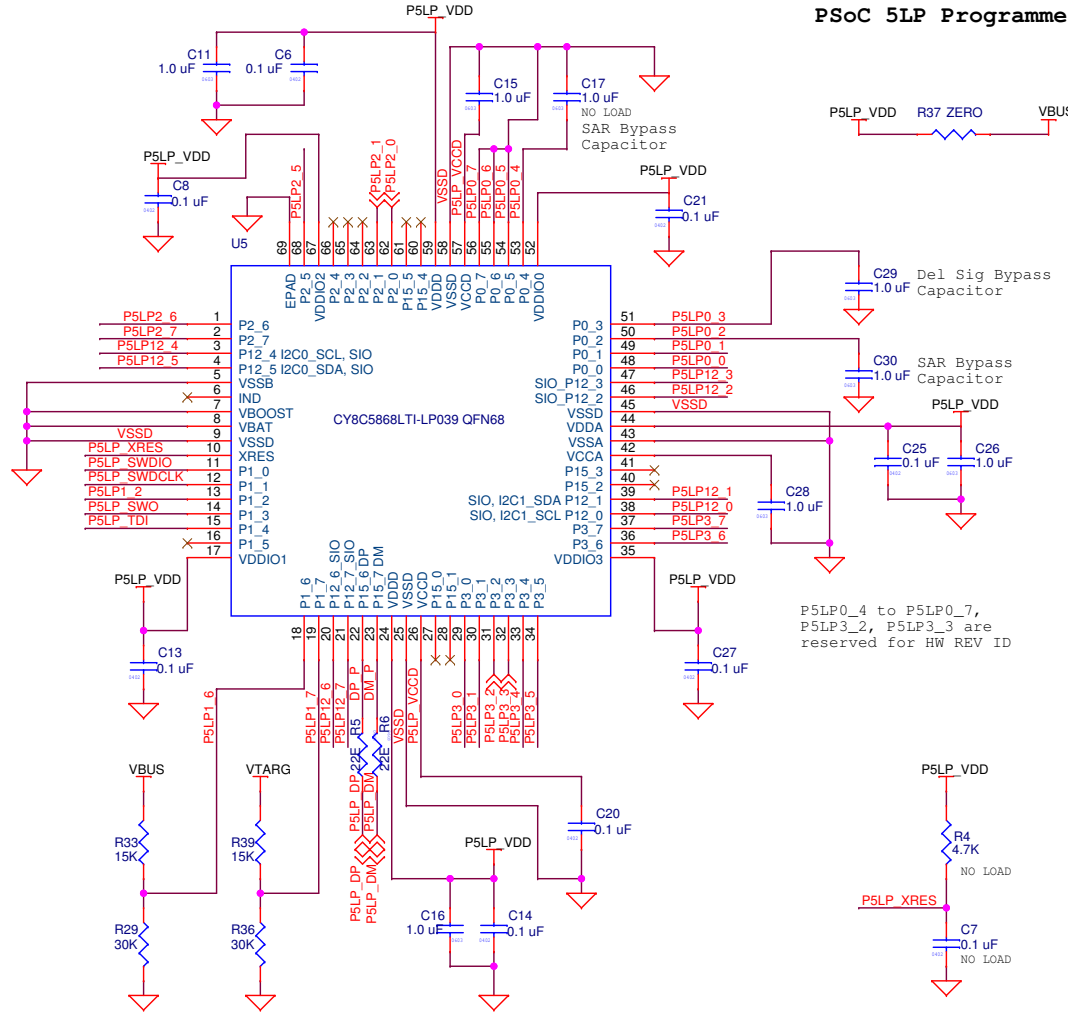 PSoC 5LP Programme
P5LP_VDD
C11
1.0 uF
C6
0.1 uF
C15
1.0 uF
C17
1.0 uF
NO LOAD
SAR Bypass
Capacitor
P5LP_VDD
R37 ZERO
VBUS
P5LP_VDD
C8
0.1 uF
P5LP_VDD
C21
0.1 uF
P5LP2_5
P5LP2_1
P5LP2_0
VSSD
P5LP_VCCD
P5LP0_7
P5LP0_6
P5LP0_5
P5LP0_4
U5
69 EPAD
68 P2_5
67 VDDIO2
66 P2_4
65 P2_3
64 P2_2
63 P2_1
62 P2_0
61 P15_5
60 P15_4
59 VDDD
58 VSSD
57 VCCD
56 P0_7
55 P0_6
54 P0_5
53 P0_4
52 VDDIO0
P5LP2_6 1 P2_6
P5LP2_7 2 P2_7
P5LP12_4 3 P12_4 I2C0_SCL, SIO
P5LP12_5 4 P12_5 I2C0_SDA, SIO
5 VSSB
6 IND
7 VBOOST
8 VBAT
VSSD 9 VSSD
P5LP_XRES 10 XRES
P5LP_SWDIO 11 P1_0
P5LP_SWDCLK 12 P1_1
P5LP1_2 13 P1_2
P5LP_SWO 14 P1_3
P5LP_TDI 15 P1_4
16 P1_5
17 VDDIO1
CY8C5868LTI-LP039 QFN68
P0_3 51 P5LP0_3
P0_2 50 P5LP0_2
P0_1 49 P5LP0_1
P0_0 48 P5LP0_0
SIO_P12_3 47 P5LP12_3
SIO_P12_2 46 P5LP12_2
VSSD 45 VSSD
VDDA 44
VSSA 43
VCCA 42
P15_3 41
P15_2 40
SIO, I2C1_SDA P12_1 39 P5LP12_1
SIO, I2C1_SCL P12_0 38 P5LP12_0
P3_7 37 P5LP3_7
P3_6 36 P5LP3_6
VDDIO3 35
C29
1.0 uF
Del Sig Bypass
Capacitor
C30
1.0 uF
SAR Bypass
Capacitor
P5LP_VDD
C25
0.1 uF
C26
1.0 uF
C28
1.0 uF
18 P1_6
19 P1_7
20 P12_6_SIO
21 P12_7_SIO
22 P15_6 DP
23 P15_7 DM
24 VDD
25 VSSD
26 VCCD
27 P15_0
28 P15_1
29 P3_0
30 P3_1
31 P3_2
32 P3_3
33 P3_4
34 P3_5
P5LP_VDD
C13
0.1 uF
P5LP_VDD
C27
0.1 uF
P5LP0_4 to P5LP0_7,
P5LP3_2, P5LP3_3 are
reserved for HW REV ID
P5LP1_6
P5LP1_7
P5LP12_6
P5LP12_7
DP_P
DM_P
VSSD
P5LP_VCCD
P5LP3_0
P5LP3_1
P5LP3_2
P5LP3_3
P5LP3_4
P5LP3_5
R5
22E
R6
22E
P5LP_DP
P5LP_DM
P5LP_DP
P5LP_DM
VBUS
R33
15K
R29
30K
VTARG
R39
15K
R36
30K
C20
0.1 uF
P5LP_VDD
C16
1.0 uF
C14
0.1 uF
P5LP_VDD
R4
4.7K
NO LOAD
P5LP_XRES
C7
0.1 uF
NO LOAD